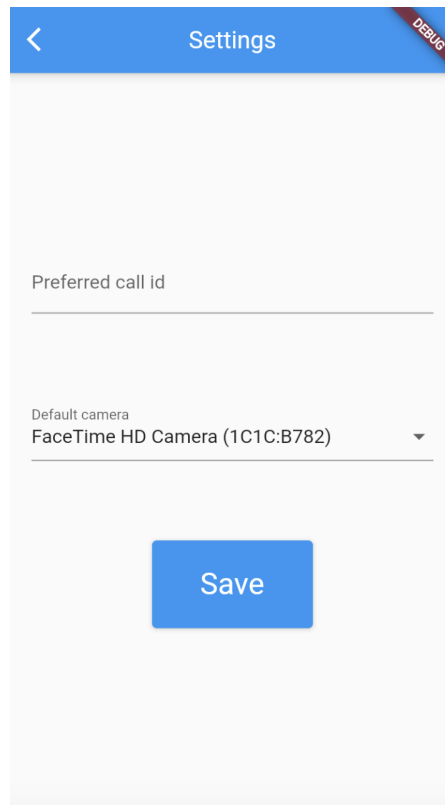 Settings
DEBUG
Preferred call id
Default camera
FaceTime HD Camera (1C1C:B782)
Save